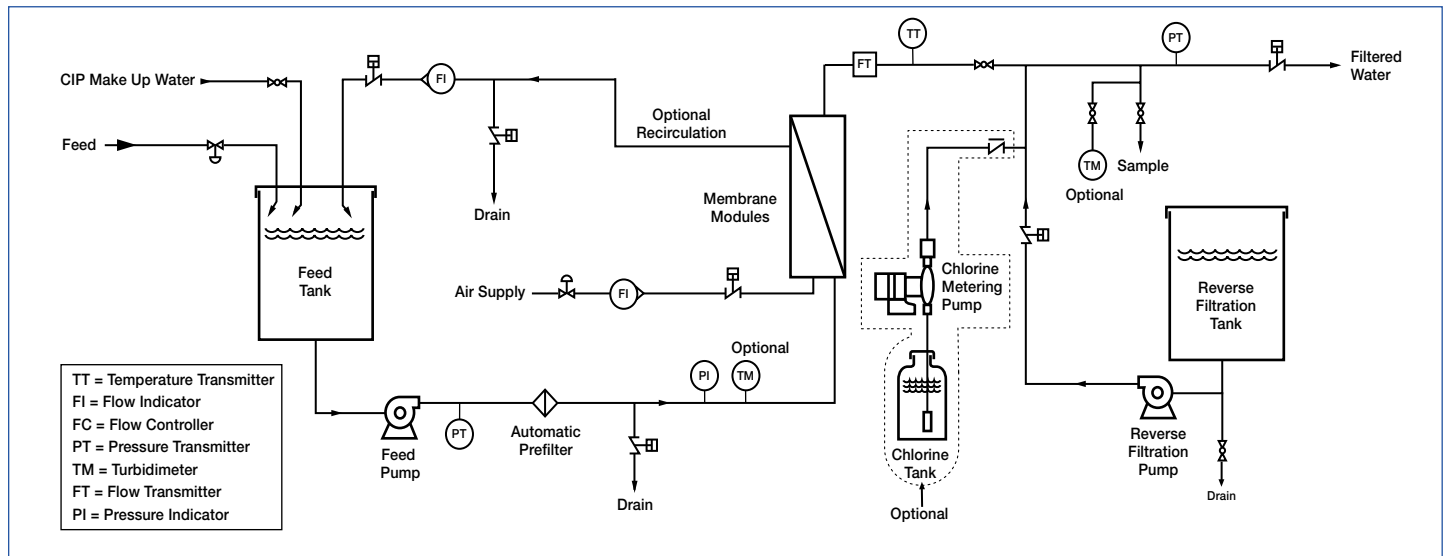 TT
PT
FT
CIP Make Up Water
FI
Filtered
Water
Optional
Recirculation
Feed
TM
Sample
Optional
Drain
Membrane
Modules
Feed
Tank
Air Supply
FI
Chlorine
Metering
Pump
Reverse
Filtration
Tank
Optional
PI
TM
TT = Temperature Transmitter
FI = Flow Indicator
FC = Flow Controller
PT = Pressure Transmitter
TM = Turbidimeter
FT = Flow Transmitter
PI = Pressure Indicator
PT
Feed
Pump
Automatic
Prefilter
Drain
Chlorine
Tank
Optional
Reverse
Filtration
Pump
Drain